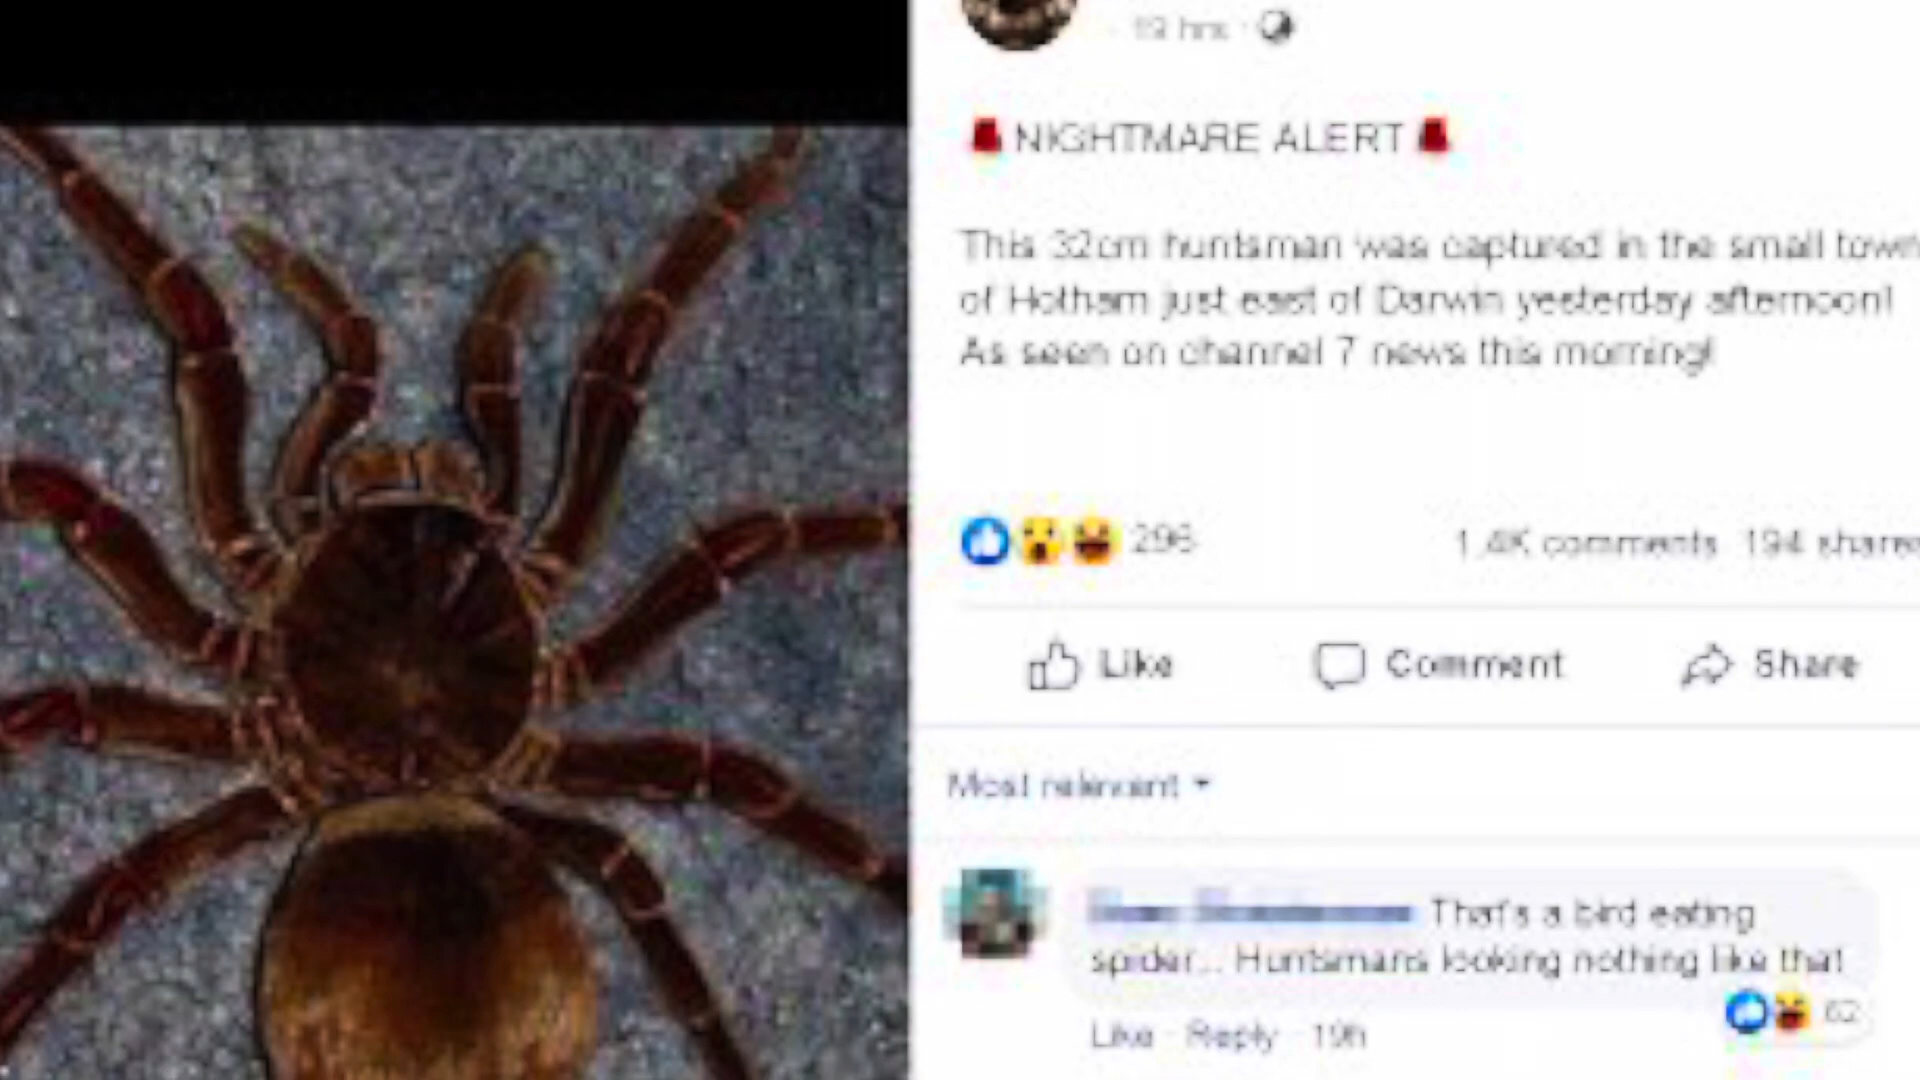 19 hrs
NIGHTMARE ALERT
This 32cm huntsman was captured in the small town
of Hotham just east of Darwin yesterday afternoon!
As seen on channel 7 news this morning!
296
1.4K comments 194 shares
Like Comment Share
Most relevant
That's a bird eating
spider... Huntsmans looking nothing like that
62
Like Reply 19h